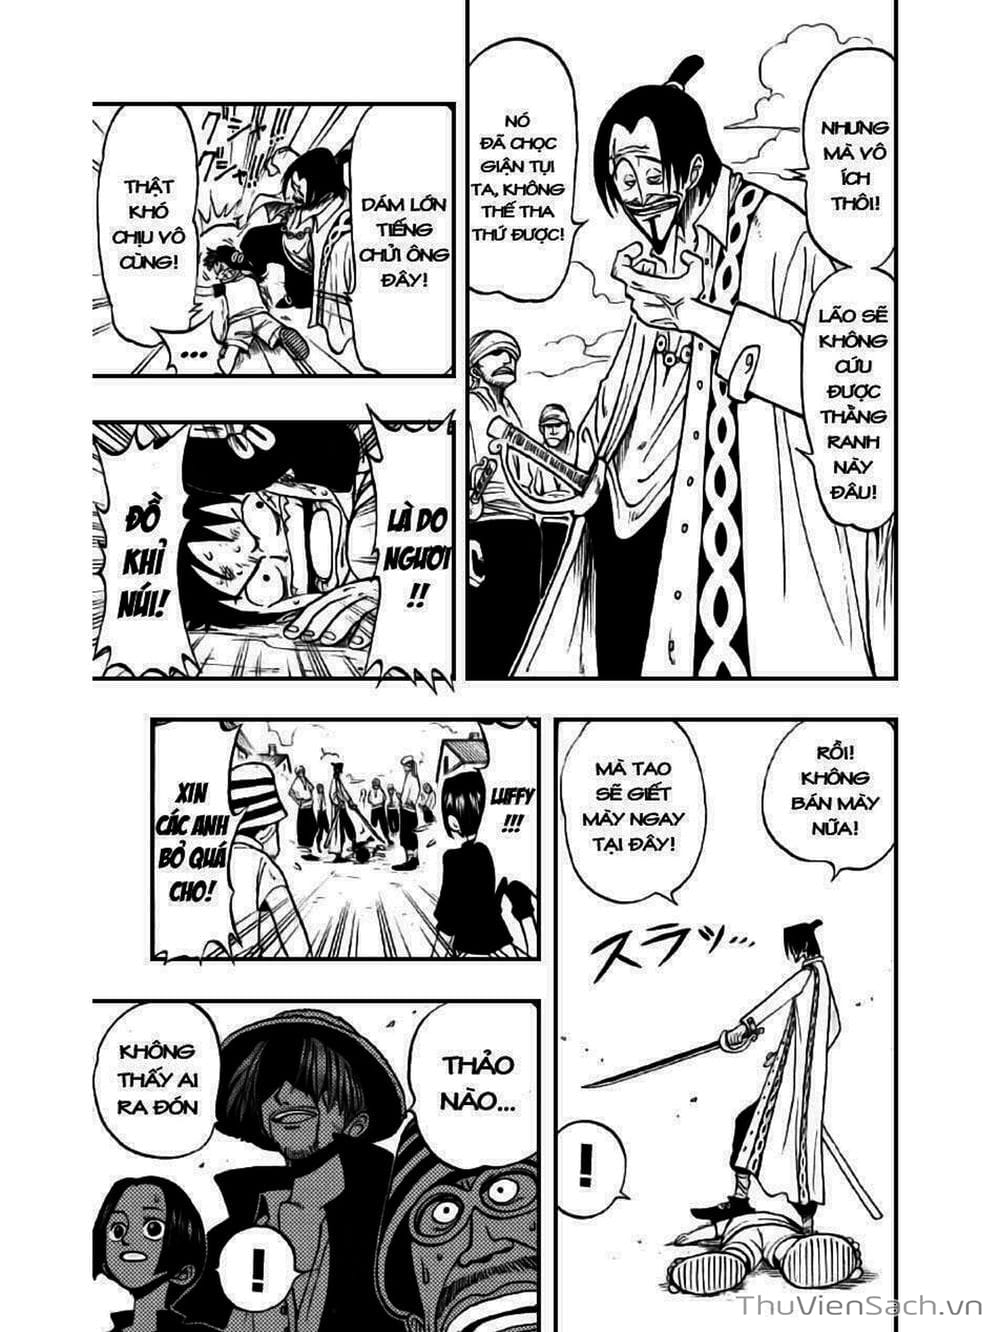 NHƯNG
MÀ VÔ
ÍCH
THÔI!
LÃO SẼ
KHÔNG
CỨU
ĐƯỢC
THẰNG
RANH
NÀY
ĐÂU!
NÓ
ĐÃ CHỌC
GIẬN TỤI
TA, KHÔNG
THỂ THA
THỨ ĐƯỢC!
DÁM LỚN
TIẾNG
CHỬI ÔNG
ĐÂY!
THẬT
KHÓ
CHỊU VÔ
CÙNG!
...
LÀ DO
NGƯƠI
!!
ĐỒ
KHỈ
NÚI!
RỒI!
KHÔNG
BÁN MÀY
NỮA!
MÀ TAO
SẼ GIẾT
MÀY NGAY
TẠI ĐÂY!
スラッ...
!
LUFFY
!!!
XIN
CÁC ANH
BỎ QUÁ
CHO!
THẢO
NÀO...
KHÔNG
THẤY AI
RA ĐÓN
!
ThuVienSach.vn